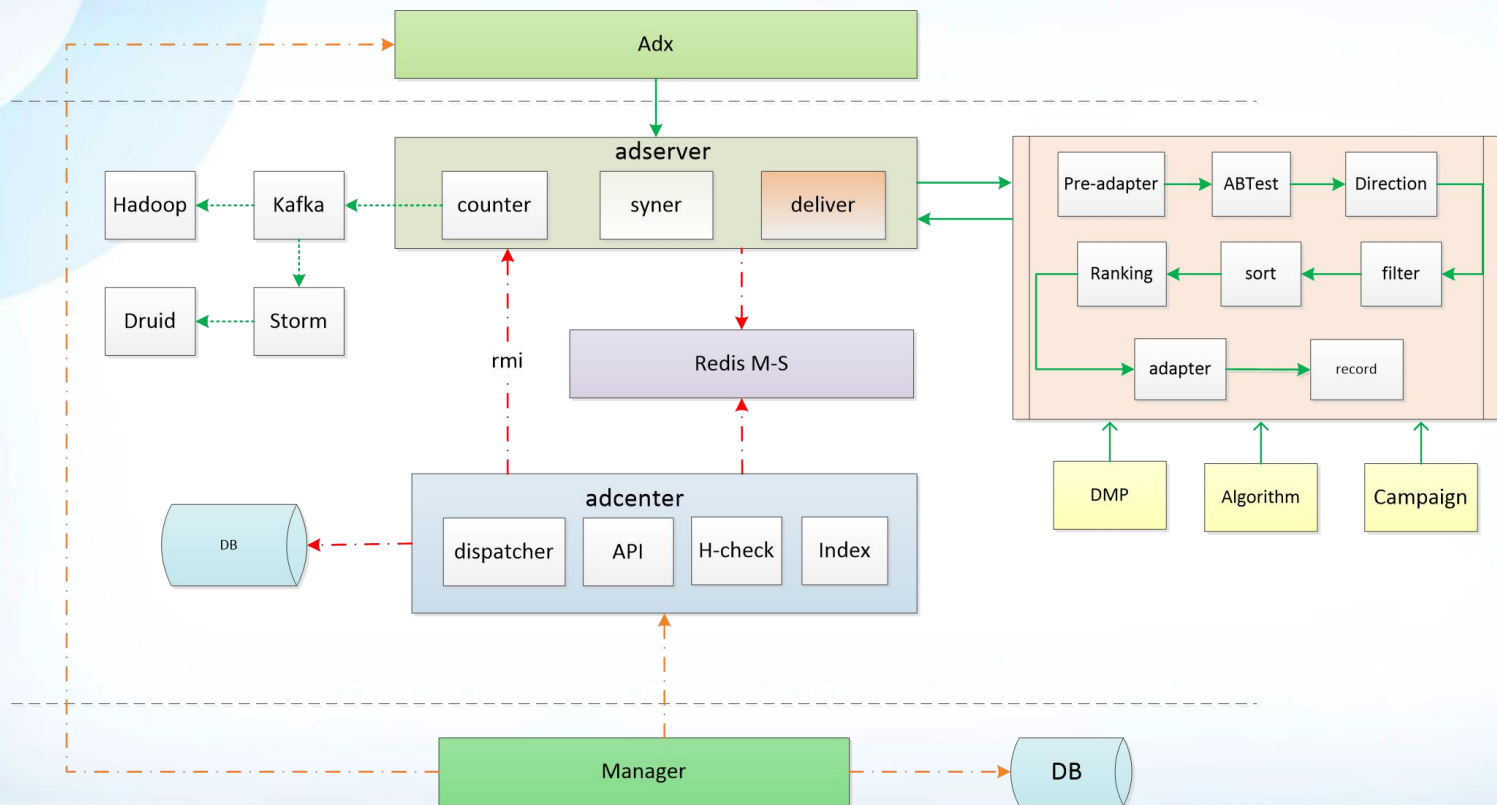 Adx
adserver
counter
syner
deliver
Hadoop
Kafka
Druid
Storm
rmi
Redis M-S
Pre-adapter
ABTest
Direction
Ranking
sort
filter
adapter
record
DMP
Algorithm
Campaign
adcenter
dispatcher
API
H-check
Index
DB
Manager
DB